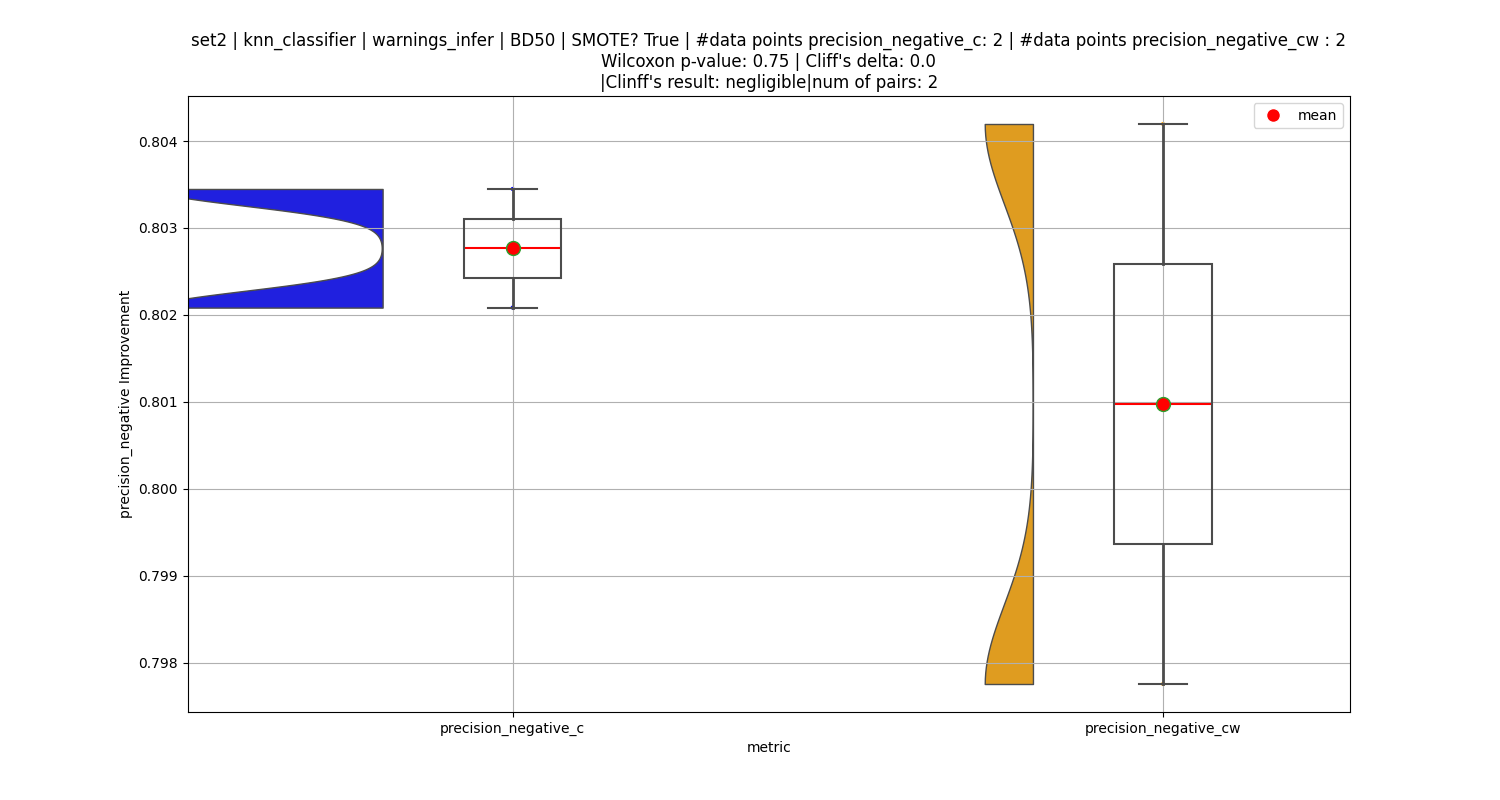 set2 | knn_classifier | warnings_infer | BD50 | SMOTE? True | #data points precision_negative_c: 2 | #data points precision_negative_cw : 2
Wilcoxon p-value: 0.75 | Cliff's delta: 0.0
|Clinff's result: negligible|num of pairs: 2
mean
0.804
0.803
0.802
0.801
0.800
0.799
0.798
precision_negative Improvement
precision_negative_c
precision_negative_cw
metric